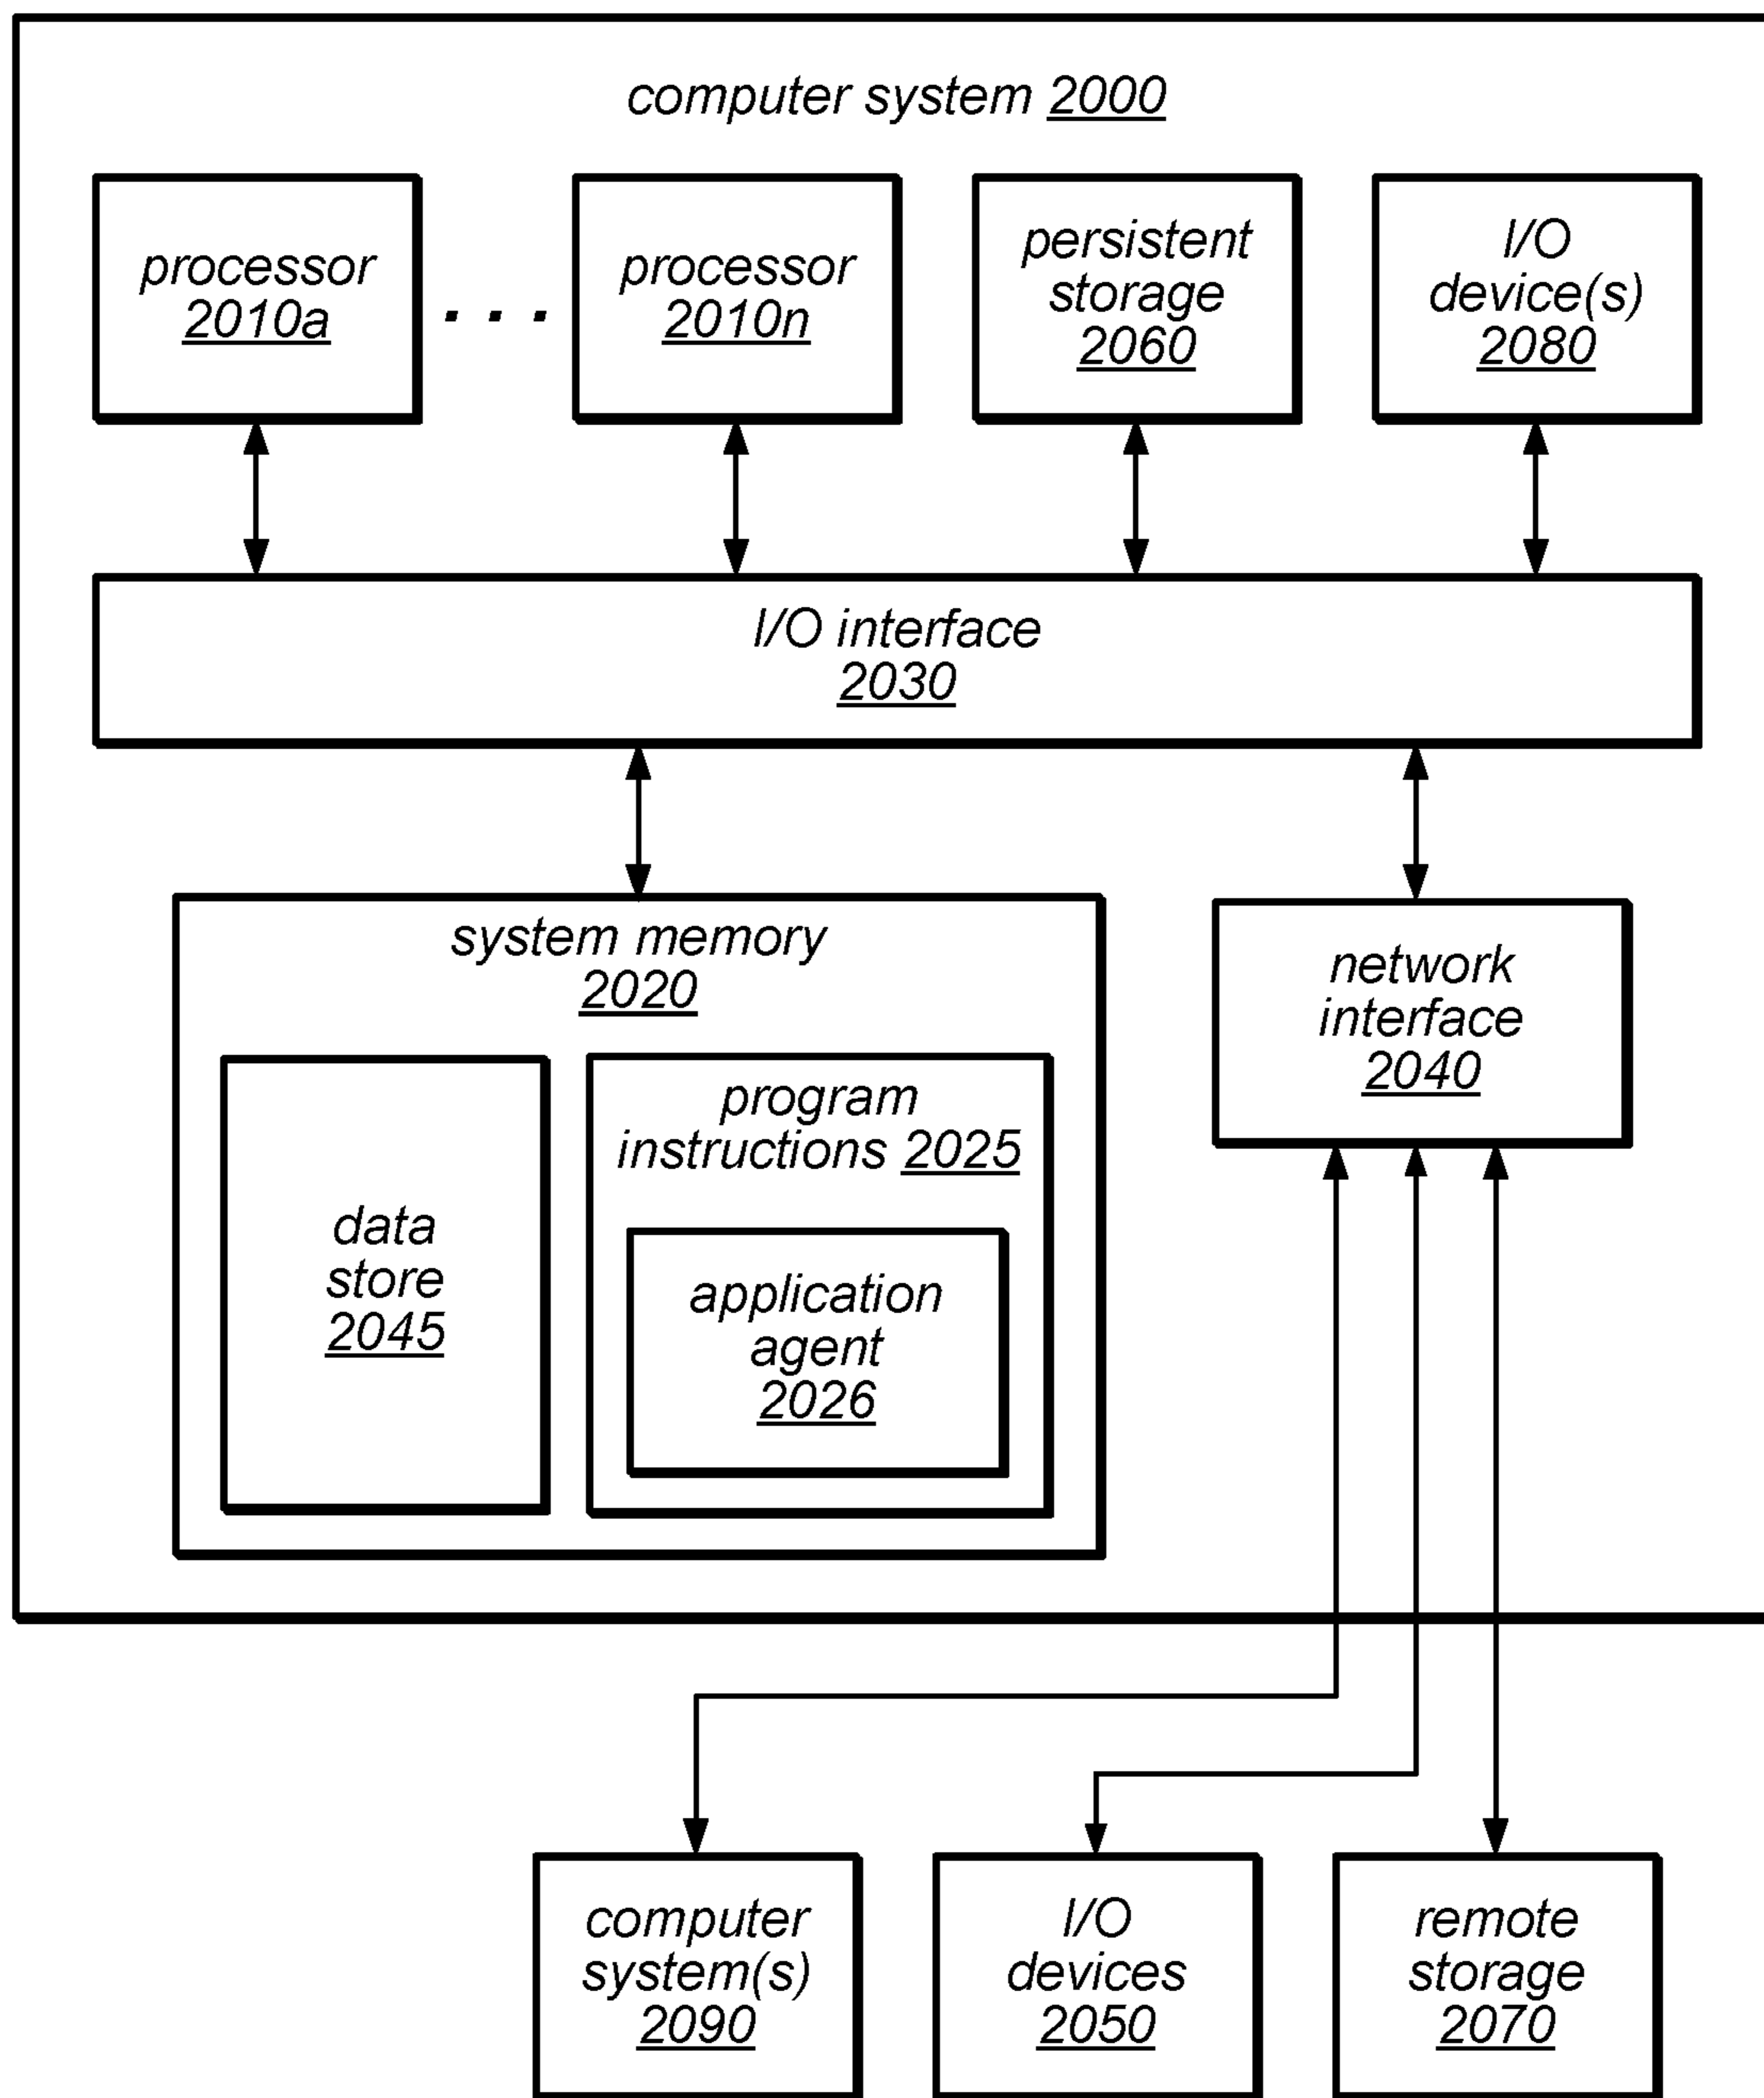 computer system 2000
processor
2010a
. . .
processor
2010n
persistent
storage
2060
I/O
device(s)
2080
I/O interface
2030
system memory
2020
data
store
2045
program
instructions 2025
application
agent
2026
network
interface
2040
computer
system(s)
2090
I/O
devices
2050
remote
storage
2070